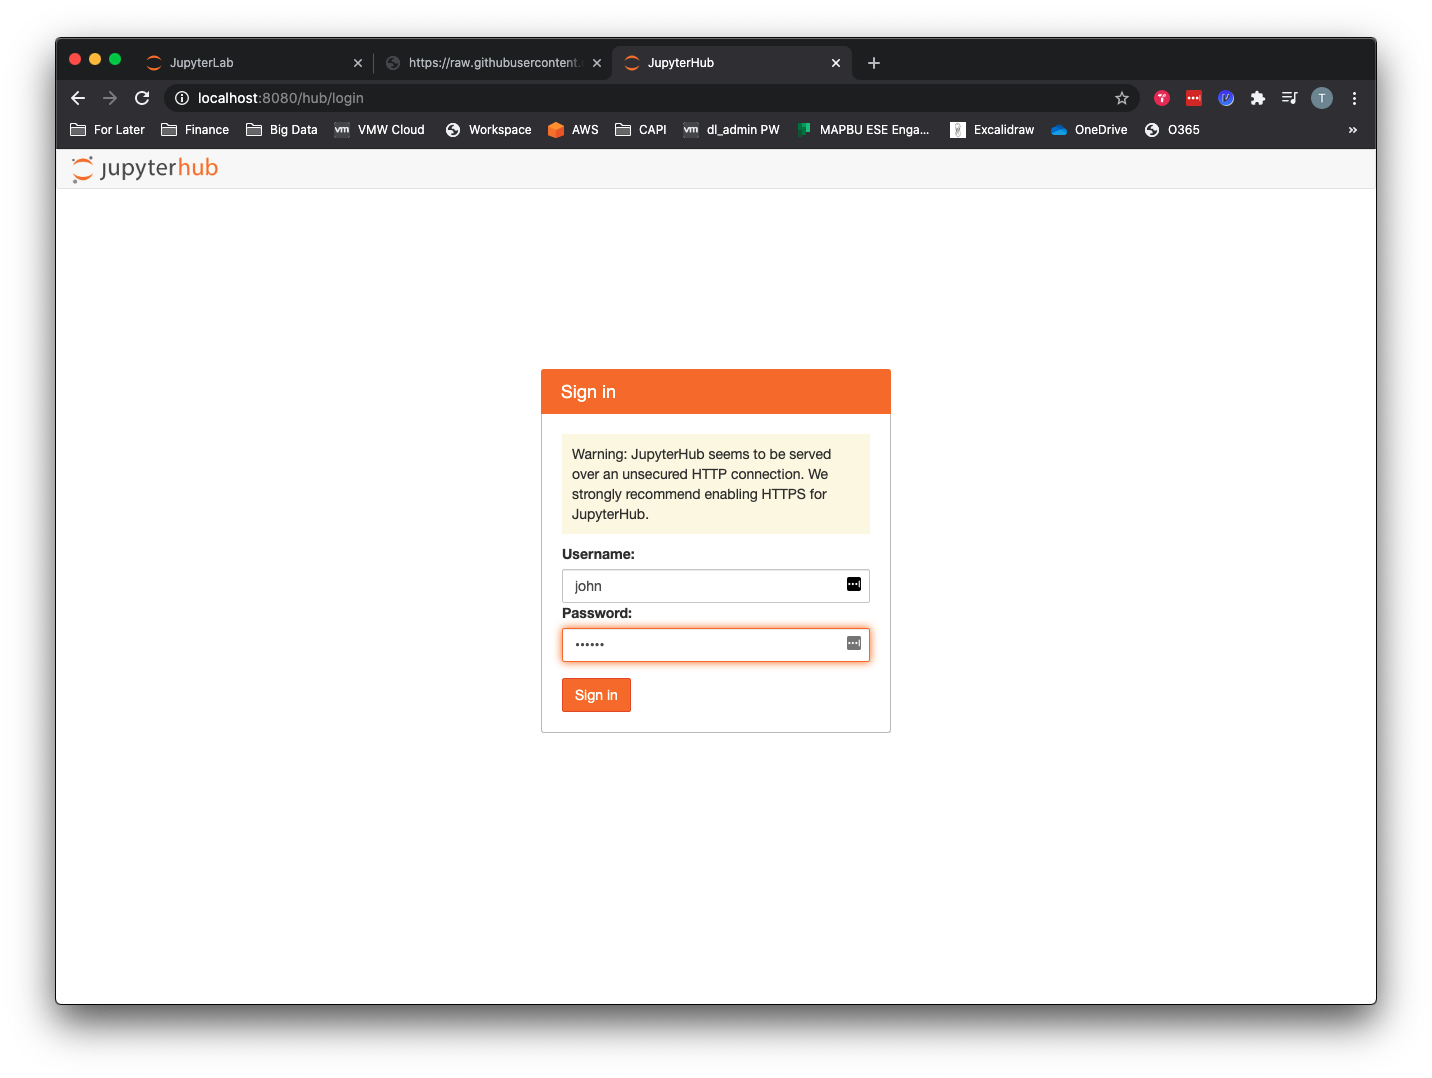 JupyterLab
https://raw.githubusercontent.
JupyterHub
localhost:8080/hub/login
T
For Later
Finance
Big Data
vm
VMW Cloud
Workspace
AWS
CAPI
vm
dl_admin PW
MAPBU ESE Enga...
Excalidraw
OneDrive
O365
»
jupyterhub
Sign in
Warning: JupyterHub seems to be served
over an unsecured HTTP connection. We
strongly recommend enabling HTTPS for
JupyterHub.
Username:
john
Password:
••••••
Sign in